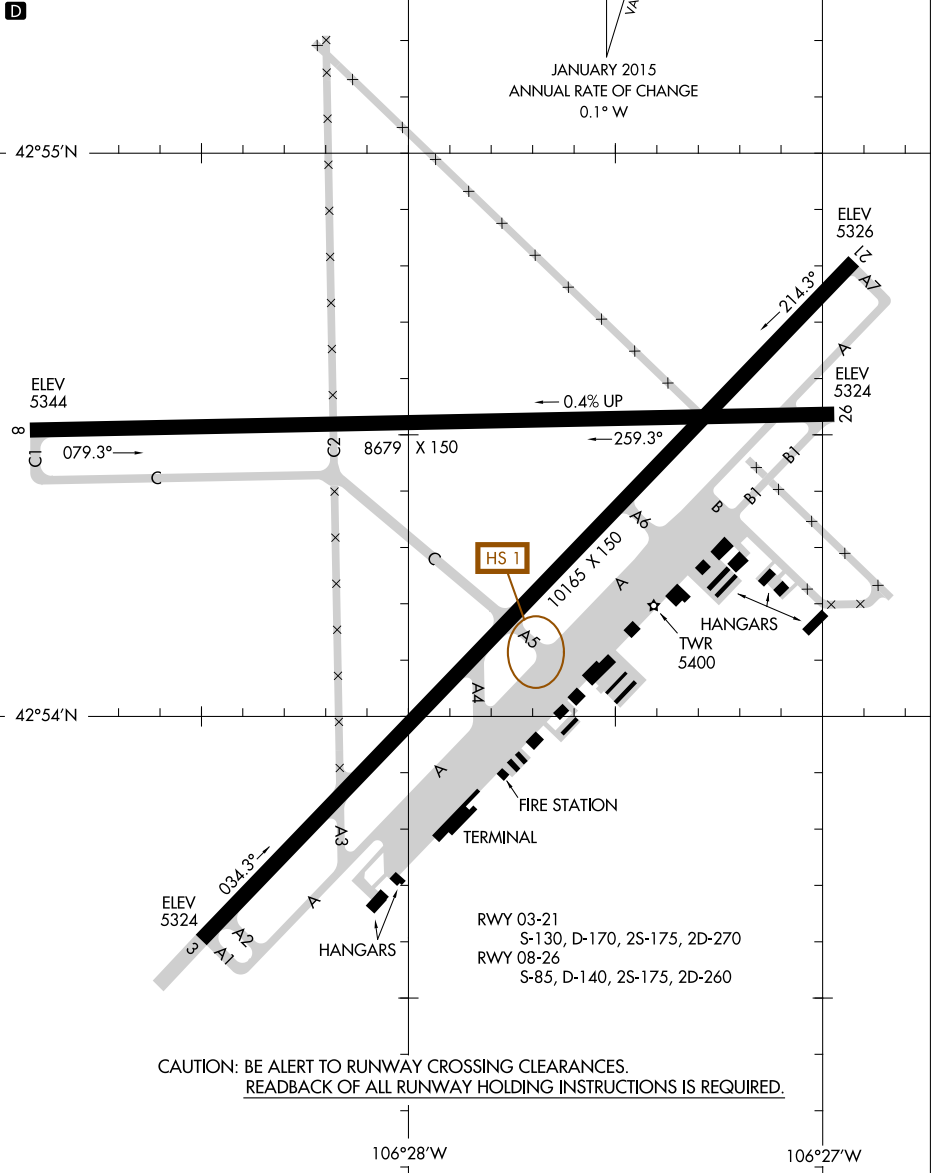 D
VA
JANUARY 2015
ANNUAL RATE OF CHANGE
0.1° W
42°55'N
ELEV
5326
21
A7
214.3°
A
ELEV
5344
ELEV
5324
0.4% UP
8
26
079.3°
C2
8679 X 150
259.3°
C1
C
B1
B1
B
A6
HS 1
C
10165 X 150
A
A5
HANGARS
TWR
5400
A4
42°54'N
A
FIRE STATION
A3
TERMINAL
034.3°
ELEV
5324
A
A2
3
A1
HANGARS
RWY 03-21
S-130, D-170, 2S-175, 2D-270
RWY 08-26
S-85, D-140, 2S-175, 2D-260
CAUTION: BE ALERT TO RUNWAY CROSSING CLEARANCES.
READBACK OF ALL RUNWAY HOLDING INSTRUCTIONS IS REQUIRED.
106°28'W
106°27'W